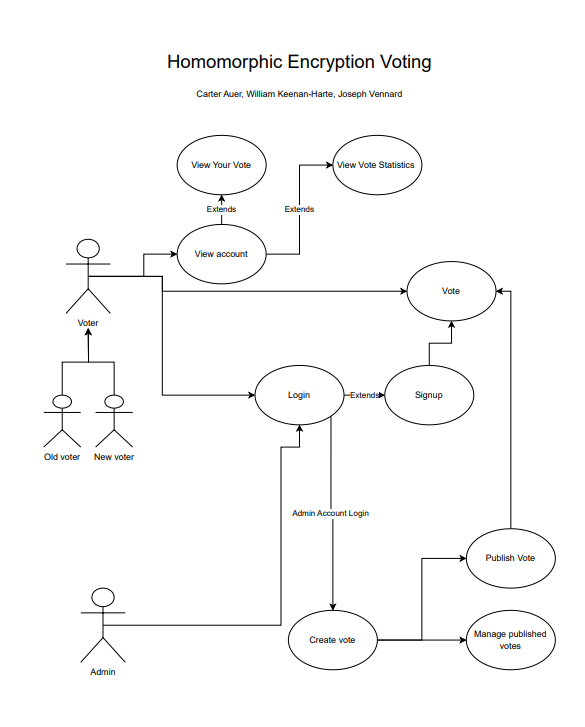 Homomorphic Encryption Voting
Carter Auer, William Keenan-Harte, Joseph Vennard
View Your Vote
View Vote Statistics
Extends
Extends
View account
Vote
Voter
Login
Extends
Signup
Old voter
New voter
Admin Account Login
Publish Vote
Create vote
Manage published
votes
Admin